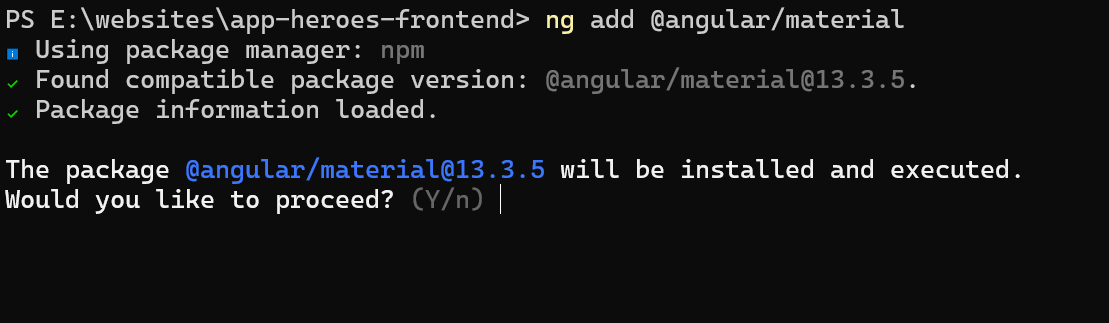 PS E:\websites\app-heroes-frontend> ng add @angular/material
i Using package manager: npm
✓ Found compatible package version: @angular/material@13.3.5.
✓ Package information loaded.
The package @angular/material@13.3.5 will be installed and executed.
Would you like to proceed? (Y/n)